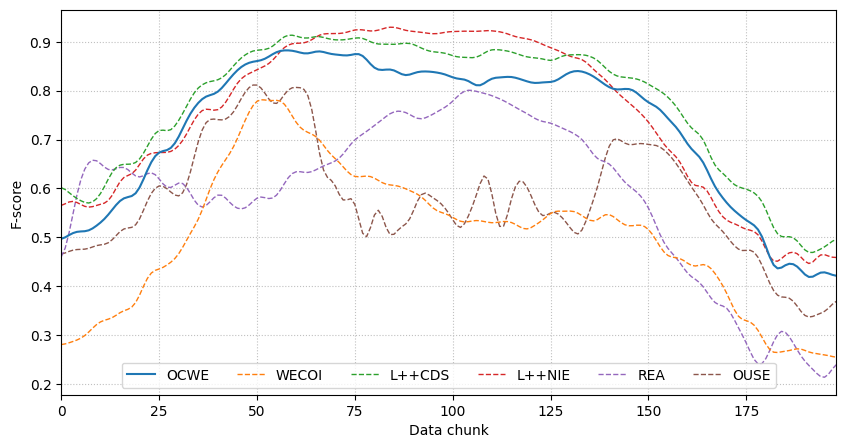 0.9
0.8
0.7
0.6
0.5
0.4
0.3
0.2
F-score
OCWE WECOI L++CDS L++NIE REA OUSE
0 25 50 75 100 125 150 175
Data chunk